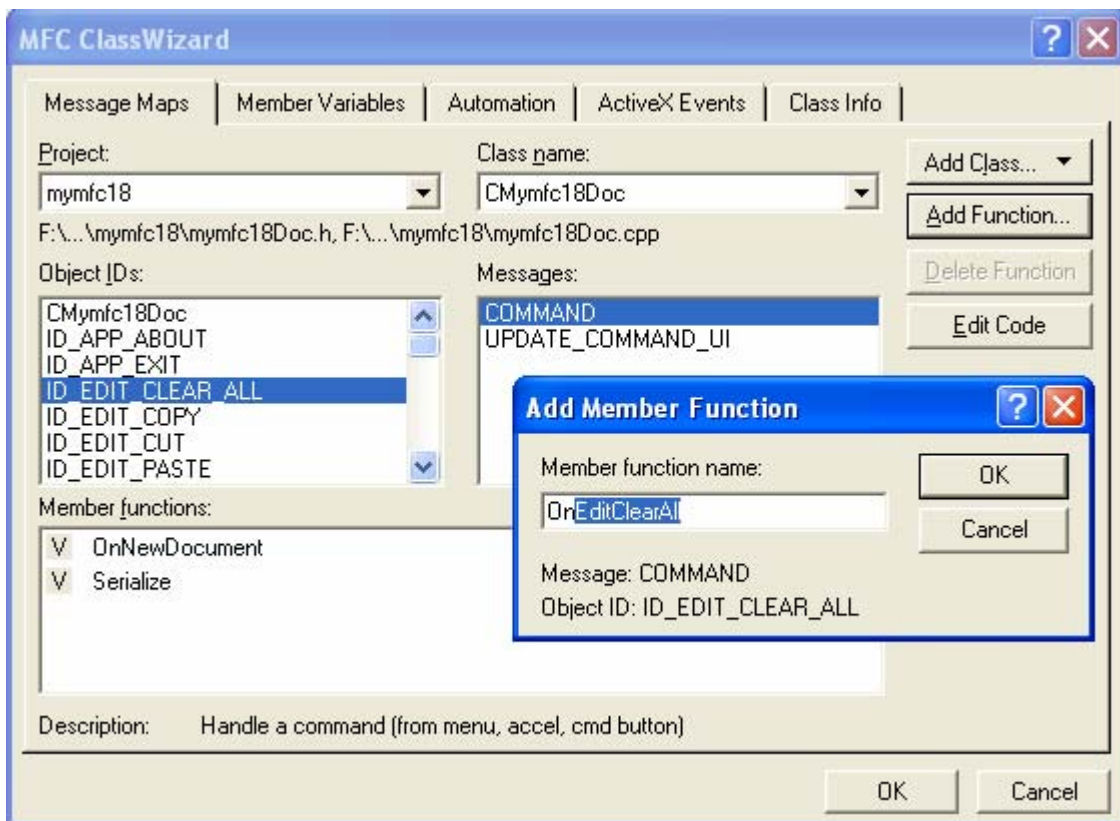 MFC ClassWizard
Message Maps Member Variables Automation ActiveX Events Class Info
Project: Class name: Add Class...
mymfc18 CMymfc18Doc
Add Function...
F:\...\mymfc18\mymfc18Doc.h, F:\...\mymfc18\mymfc18Doc.cpp
Object IDs: Messages: Delete Function
CMymfc18Doc COMMAND
ID_APP_ABOUT UPDATE_COMMAND_UI Edit Code
ID_APP_EXIT
ID_EDIT_CLEAR_ALL
ID_EDIT_COPY
ID_EDIT_CUT
ID_EDIT_PASTE
Add Member Function
Member function name: OK
OnEditClearAll
Cancel
Message: COMMAND
Object ID: ID_EDIT_CLEAR_ALL
Member functions:
V OnNewDocument
V Serialize
Description: Handle a command (from menu, accel, cmd button)
OK Cancel